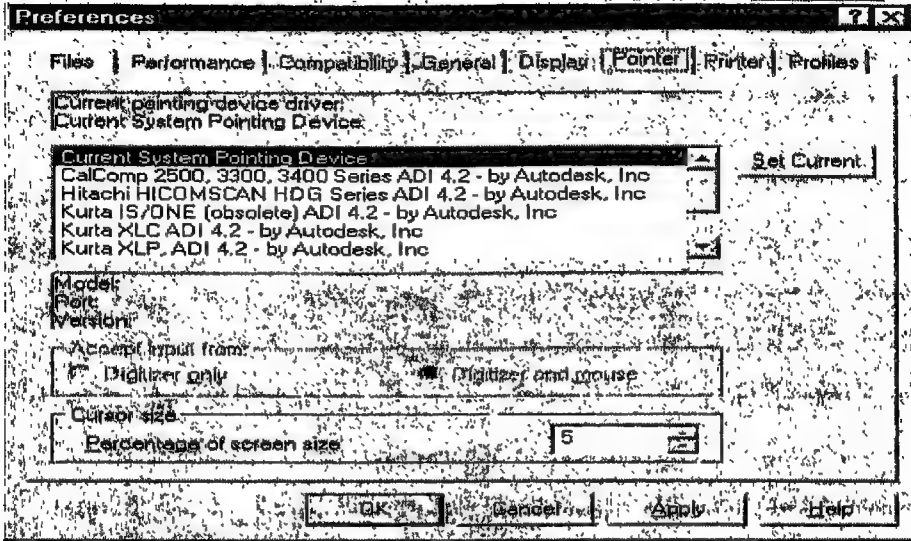 Preferences ? X
Files Performance Compatibility General Display Pointer Printer Profiles
Current pointing device driver:
Current System Pointing Device
Current System Pointing Device
CalComp 2500, 3300, 3400 Series ADI 4.2 - by Autodesk, Inc
Hitachi HICOMSCAN HDG Series ADI 4.2 - by Autodesk, Inc
Kurta IS/ONE (obsolete) ADI 4.2 - by Autodesk, Inc
Kurta XLC ADI 4.2 - by Autodesk, Inc
Kurta XLP, ADI 4.2 - by Autodesk, Inc
Set Current
Model:
Port:
Version:
Accept input from:
Digitizer only Digitizer and mouse
Cursor size
Percentage of screen size 5
OK Cancel Apply Help